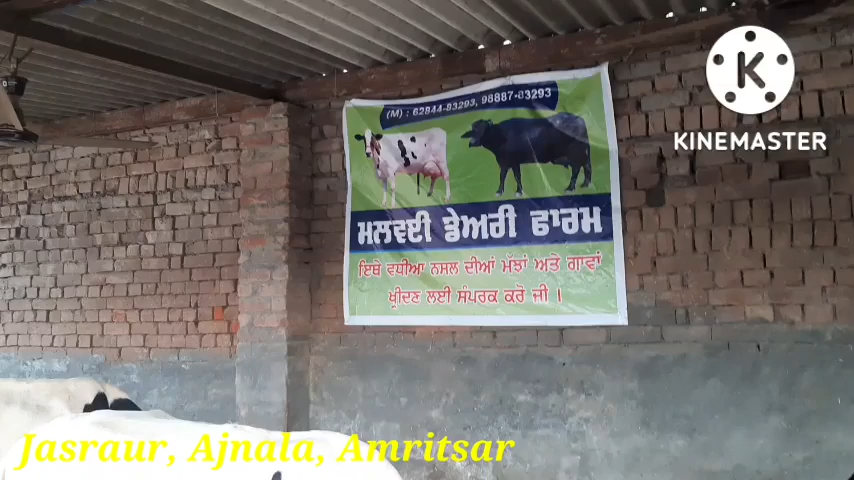 (M) : 62844-83293, 98887-83293
ਮਲਵਈ ਡੇਅਰੀ ਫਾਰਮ
ਇਥੇ ਵਧੀਆ ਨਸਲ ਦੀਆਂ ਮੱਝਾਂ ਅਤੇ ਗਾਵਾਂ
ਖ੍ਰੀਦਣ ਲਈ ਸੰਪਰਕ ਕਰੋ ਜੀ ।
K
KINEMASTER
Jasraur, Ajnala, Amritsar